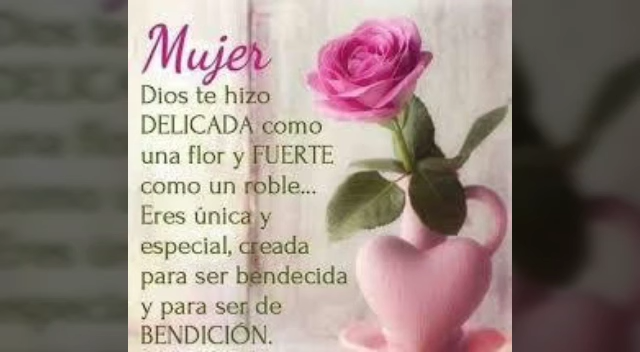 Mujer
Dios te hizo
DELICADA como
una flor y FUERTE
como un roble...
Eres única y
especial, creada
para ser bendecida
y para ser de
BENDICIÓN.